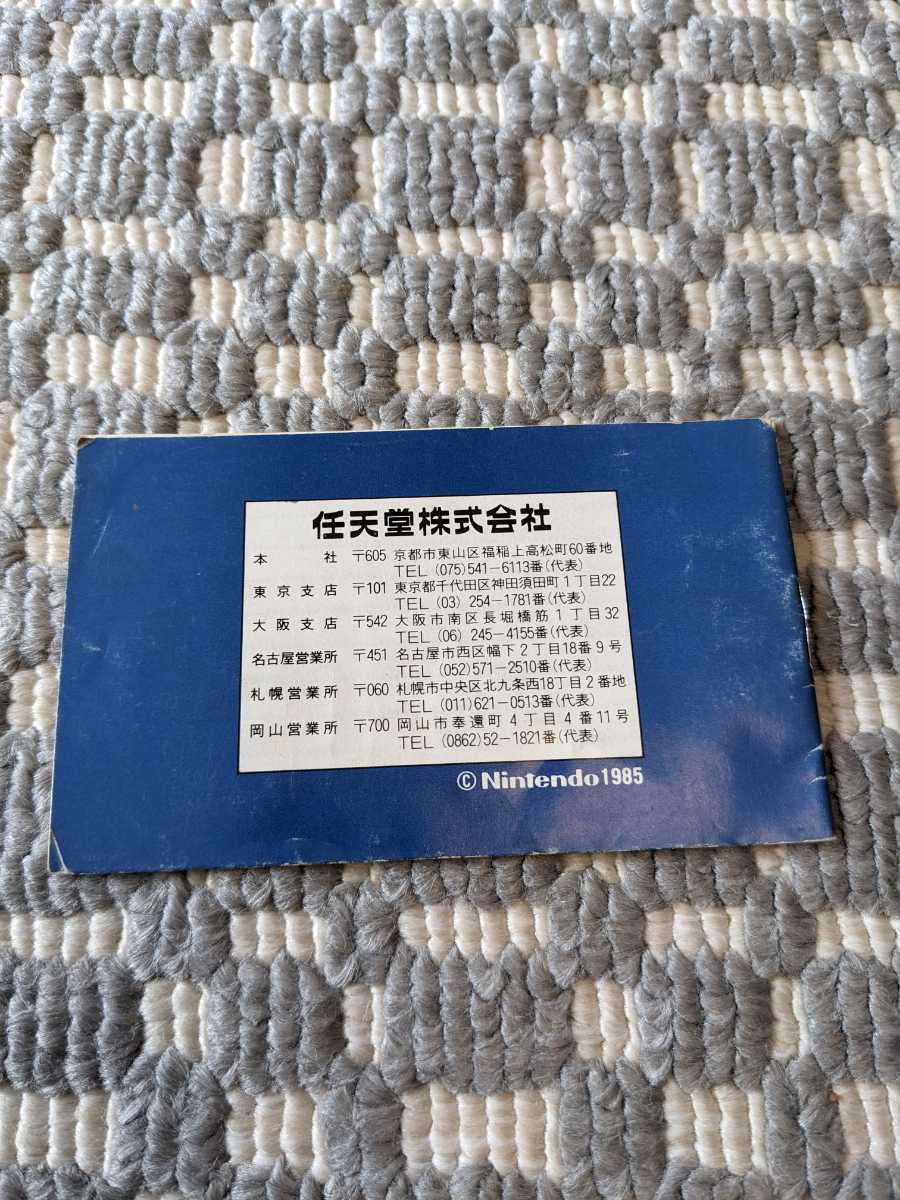 任天堂株式会社
本社 〒605 京都市東山区福稲上高松町60番地
TEL (075)541-6113番(代表)
東京支店 〒101 東京都千代田区神田須田町1丁目22
TEL (03) 254-1781番(代表)
大阪支店 〒542 大阪市南区長堀橋筋1丁目32
TEL (06) 245-4155番(代表)
名古屋営業所 〒451 名古屋市西区幅下2丁目18番9号
TEL (052)571-2510番(代表)
札幌営業所 〒060 札幌市中央区北九条西18丁目2番地
TEL (011)621-0513番(代表)
岡山営業所 〒700 岡山市奉還町4丁目4番11号
TEL (0862)52-1821番(代表)
©Nintendo1985